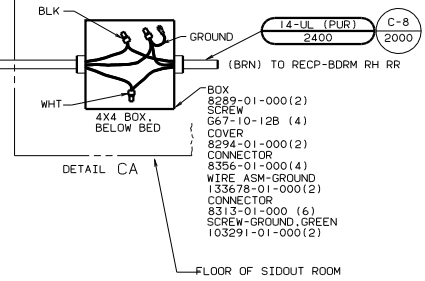 BLK
GROUND
14-UL (PUR)
2400
C-8
2000
(BRN) TO RECP-BDRM RH RR
WHT
4X4 BOX,
BELOW BED
DETAIL CA
BOX
8289-01-000(2)
SCREW
G67-10-12B (4)
COVER
8294-01-000(2)
CONNECTOR
8356-01-000(4)
WIRE ASM-GROUND
133678-01-000(2)
CONNECTOR
8313-01-000 (6)
SCREW-GROUND,GREEN
103291-01-000(2)
FLOOR OF SIDOUT ROOM